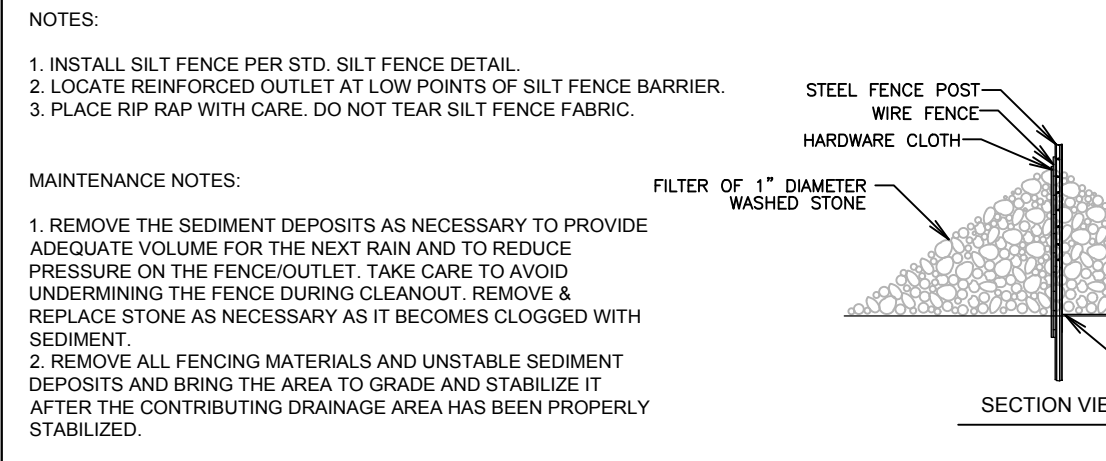 NOTES:
1. INSTALL SILT FENCE PER STD. SILT FENCE DETAIL.
2. LOCATE REINFORCED OUTLET AT LOW POINTS OF SILT FENCE BARRIER.
3. PLACE RIP RAP WITH CARE. DO NOT TEAR SILT FENCE FABRIC.
MAINTENANCE NOTES:
1. REMOVE THE SEDIMENT DEPOSITS AS NECESSARY TO PROVIDE
ADEQUATE VOLUME FOR THE NEXT RAIN AND TO REDUCE
PRESSURE ON THE FENCE/OUTLET. TAKE CARE TO AVOID
UNDERMINING THE FENCE DURING CLEANOUT. REMOVE &
REPLACE STONE AS NECESSARY AS IT BECOMES CLOGGED WITH
SEDIMENT.
2. REMOVE ALL FENCING MATERIALS AND UNSTABLE SEDIMENT
DEPOSITS AND BRING THE AREA TO GRADE AND STABILIZE IT
AFTER THE CONTRIBUTING DRAINAGE AREA HAS BEEN PROPERLY
STABILIZED.
STEEL FENCE POST
WIRE FENCE
HARDWARE CLOTH
FILTER OF 1" DIAMETER
WASHED STONE
SECTION VIE